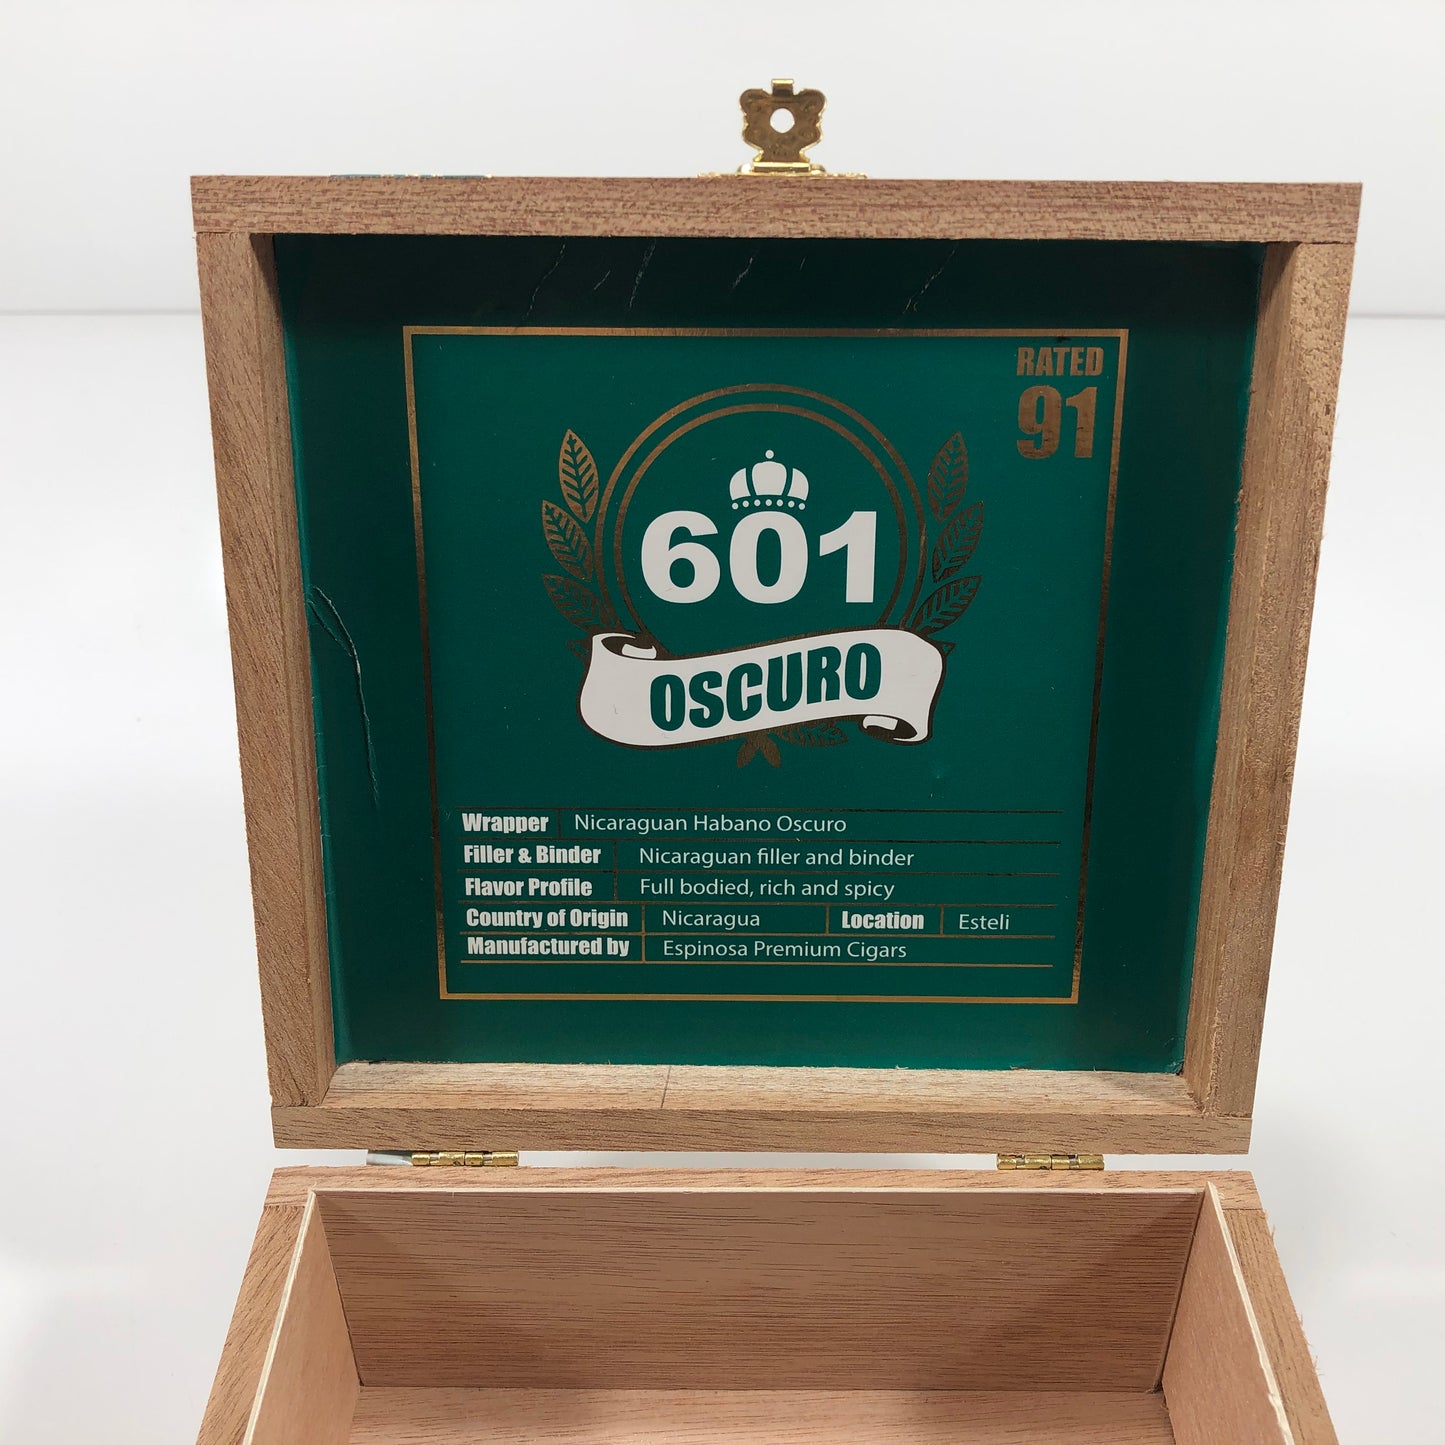 RATED
91
601
OSCURO
Wrapper Nicaraguan Habano Oscuro
Filler & Binder Nicaraguan filler and binder
Flavor Profile Full bodied, rich and spicy
Country of Origin Nicaragua Location Esteli
Manufactured by Espinosa Premium Cigars